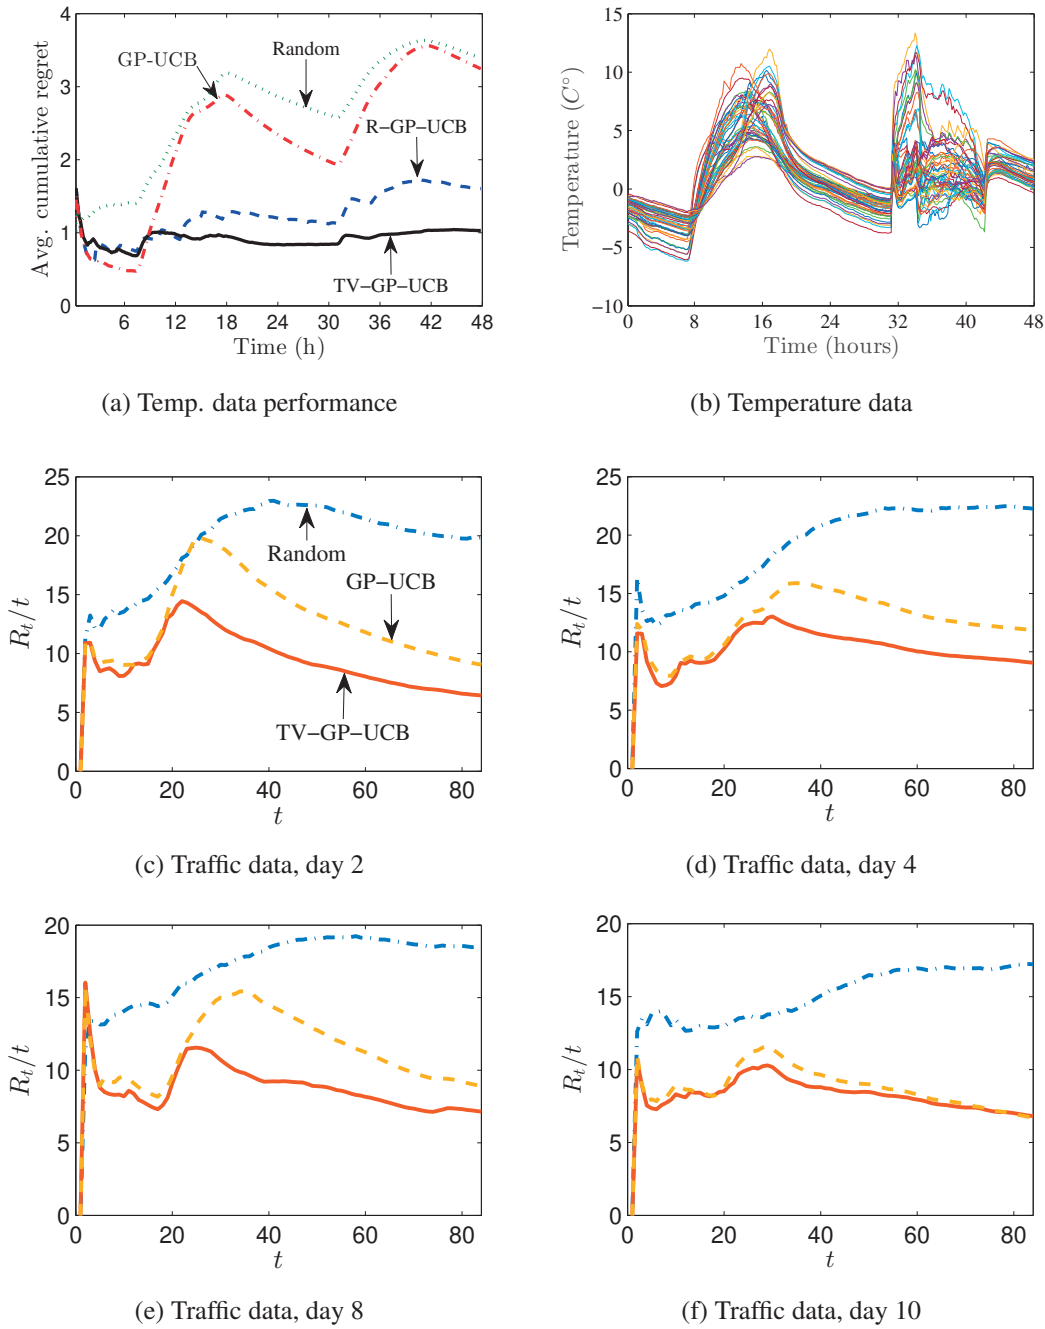 4
3
2
1
0
Avg. cumulative regret
GP-UCB
Random
R-GP-UCB
TV-GP-UCB
6 12 18 24 30 36 42 48
Time (h)
(a) Temp. data performance
15
10
5
0
−5
−10
Temperature (C°)
0 8 16 24 32 40 48
Time (hours)
(b) Temperature data
25
20
15
10
5
0
R_t/t
Random
GP-UCB
TV-GP-UCB
0 20 40 60 80
t
(c) Traffic data, day 2
25
20
15
10
5
0
R_t/t
0 20 40 60 80
t
(d) Traffic data, day 4
20
15
10
5
0
R_t/t
0 20 40 60 80
t
(e) Traffic data, day 8
20
15
10
5
0
R_t/t
0 20 40 60 80
t
(f) Traffic data, day 10